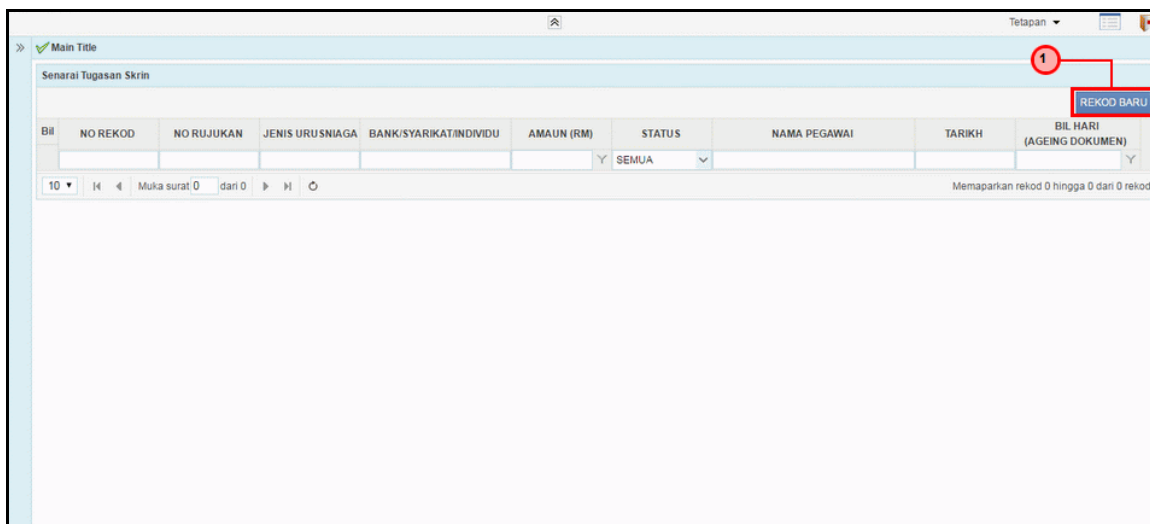 Tetapan
Main Title
1
Senarai Tugasan Skrin
REKOD BARU
Bil NO REKOD NO RUJUKAN JENIS URUSNIAGA BANK/SYARIKAT/INDIVIDU AMAUN (RM) STATUS NAMA PEGAWAI TARIKH BIL HARI
(AGEING DOKUMEN)
SEMUA
10 Muka surat 0 dari 0 Memaparkan rekod 0 hingga 0 dari 0 rekod